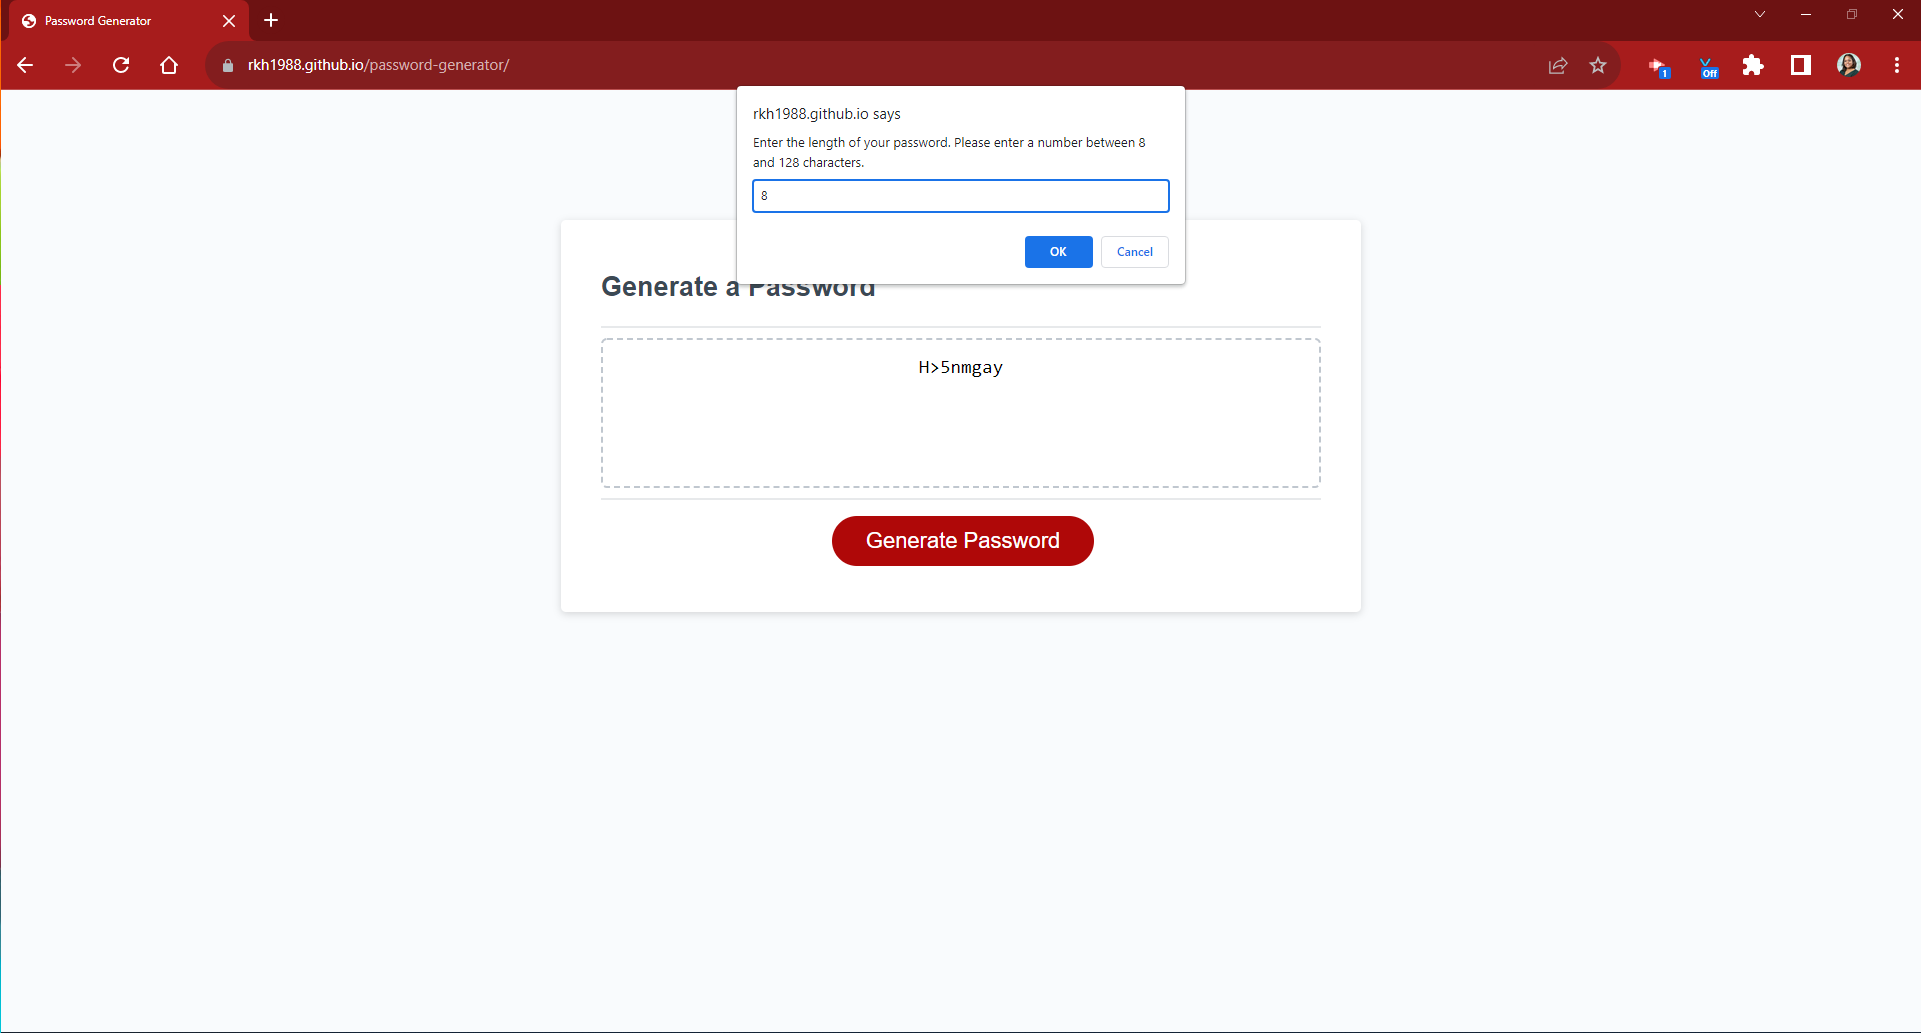 Password Generator
rkh1988.github.io/password-generator/
1
Off
rkh1988.github.io says
Enter the length of your password. Please enter a number between 8
and 128 characters.
8
OK
Cancel
Generate a Password
H>5nmgay
Generate Password